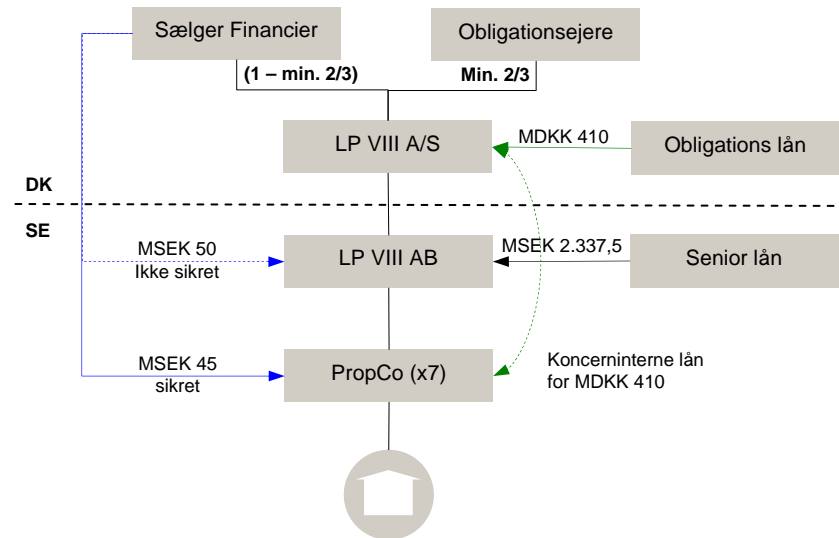 Sælger Financier
Obligationsejere
(1 – min. 2/3)
Min. 2/3
LP VIII A/S
MDKK 410
Obligations lån
DK
SE
MSEK 50
Ikke sikret
LP VIII AB
MSEK 2.337,5
Senior lån
MSEK 45
sikret
PropCo (x7)
Koncerninterne lån
for MDKK 410